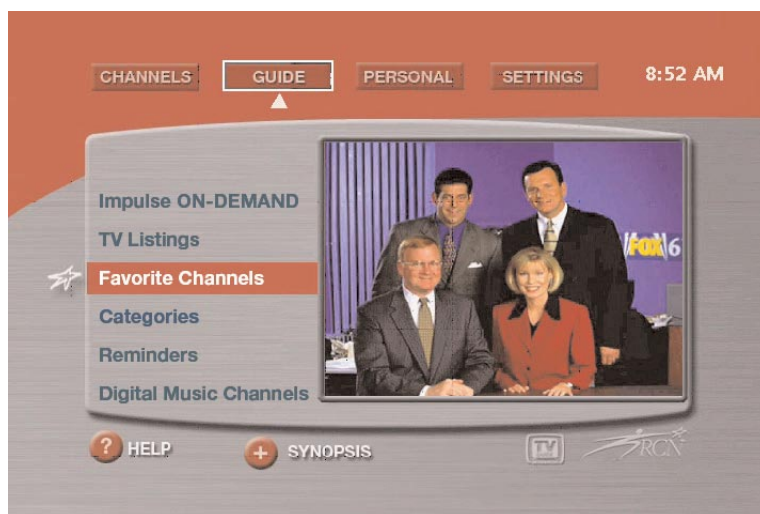 CHANNELS GUIDE PERSONAL SETTINGS 8:52 AM
Impulse ON-DEMAND
TV Listings
FOX 6
Favorite Channels
Categories
Reminders
Digital Music Channels
? HELP + SYNOPSIS TV RCN